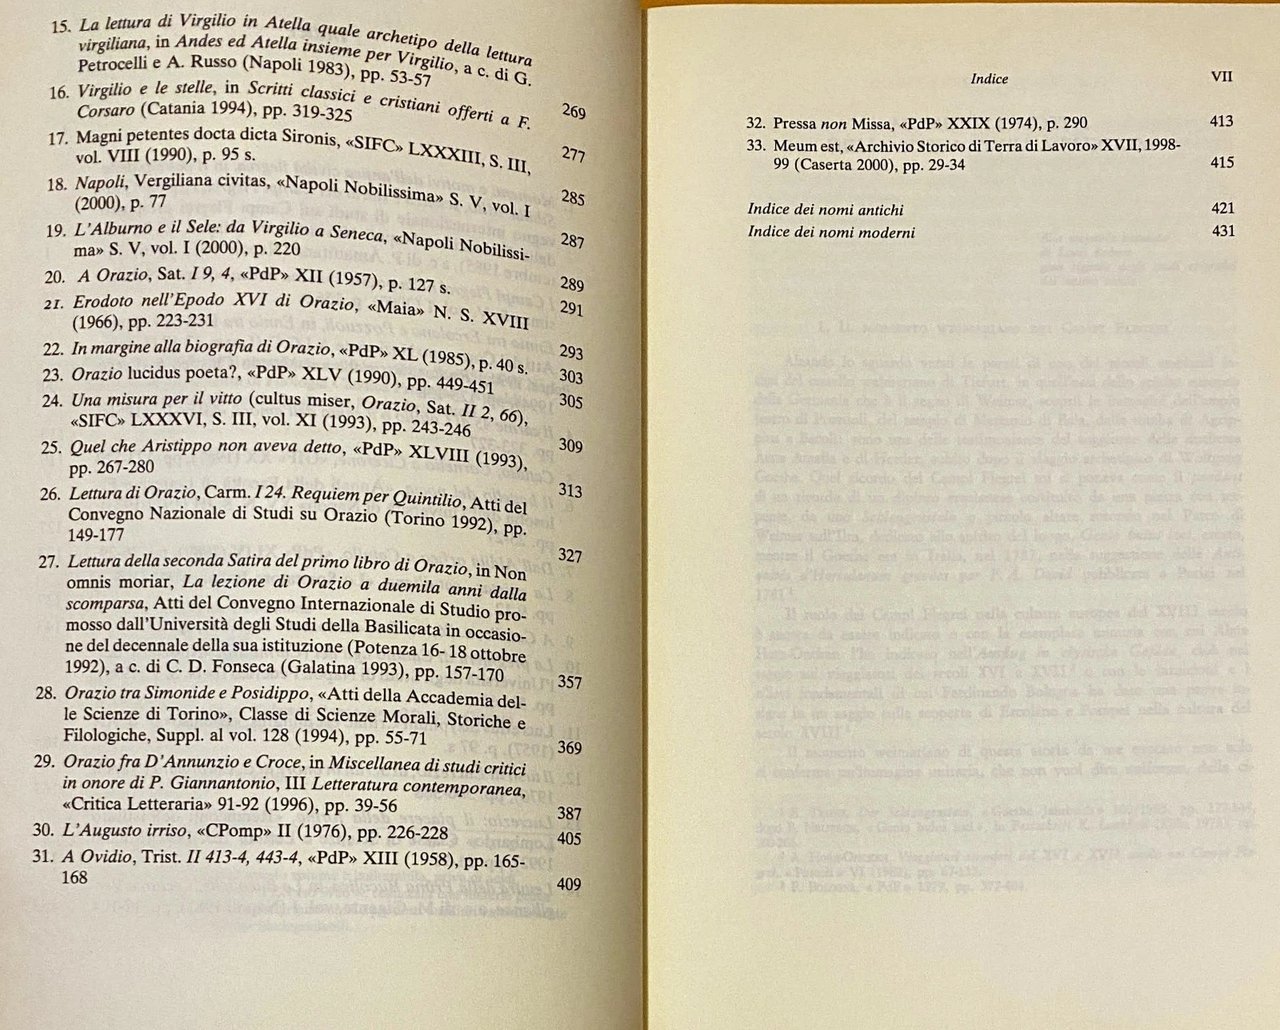 15. La lettura di Virgilio in Atella quale archetipo della lettura
virgiliana, in Andes ed Atella insieme per Virgilio, a c. di G.
Petrocelli e A. Russo (Napoli 1983), pp. 53-57
269
16. Virgilio e le stelle, in Scritti classici e cristiani offerti a F.
Corsaro (Catania 1994), pp. 319-325
277
17. Magni petentes docta dicta Sironis, «SIFC» LXXXIII, S. III,
vol. VIII (1990), p. 95 s.
285
18. Napoli, Vergiliana civitas, «Napoli Nobilissima» S. V, vol. I
(2000), p. 77
287
19. L'Alburno e il Sele: da Virgilio a Seneca, «Napoli Nobilissi-
ma» S. V, vol. I (2000), p. 220
289
20. A Orazio, Sat. I 9, 4, «PdP» XII (1957), p. 127 s.
291
21. Erodoto nell'Epodo XVI di Orazio, «Maia» N. S. XVIII
(1966), pp. 223-231
293
22. In margine alla biografia di Orazio, «PdP» XL (1985), p. 40 s.
303
23. Orazio lucidus poeta?, «PdP» XLV (1990), pp. 449-451
305
24. Una misura per il vitto (cultus miser, Orazio, Sat. II 2, 66),
«SIFC» LXXXVI, S. III, vol. XI (1993), pp. 243-246
309
25. Quel che Aristippo non aveva detto, «PdP» XLVIII (1993),
pp. 267-280
313
26. Lettura di Orazio, Carm. I 24. Requiem per Quintilio, Atti del
Convegno Nazionale di Studi su Orazio (Torino 1992), pp.
149-177
327
27. Lettura della seconda Satira del primo libro di Orazio, in Non
omnis moriar, La lezione di Orazio a duemila anni dalla
scomparsa, Atti del Convegno Internazionale di Studio pro-
mosso dall'Università degli Studi della Basilicata in occasio-
ne del decennale della sua istituzione (Potenza 16- 18 ottobre
1992), a c. di C. D. Fonseca (Galatina 1993), pp. 157-170
357
28. Orazio tra Simonide e Posidippo, «Atti della Accademia del-
le Scienze di Torino», Classe di Scienze Morali, Storiche e
Filologiche, Suppl. al vol. 128 (1994), pp. 55-71
369
29. Orazio fra D'Annunzio e Croce, in Miscellanea di studi critici
in onore di P. Giannantonio, III Letteratura contemporanea,
«Critica Letteraria» 91-92 (1996), pp. 39-56
387
30. L'Augusto irriso, «CPomp» II (1976), pp. 226-228
405
31. A Ovidio, Trist. II 413-4, 443-4, «PdP» XIII (1958), pp. 165-
168
409
Indice VII
32. Pressa non Missa, «PdP» XXIX (1974), p. 290 413
33. Meum est, «Archivio Storico di Terra di Lavoro» XVII, 1998-
99 (Caserta 2000), pp. 29-34 415
Indice dei nomi antichi 421
Indice dei nomi moderni 431